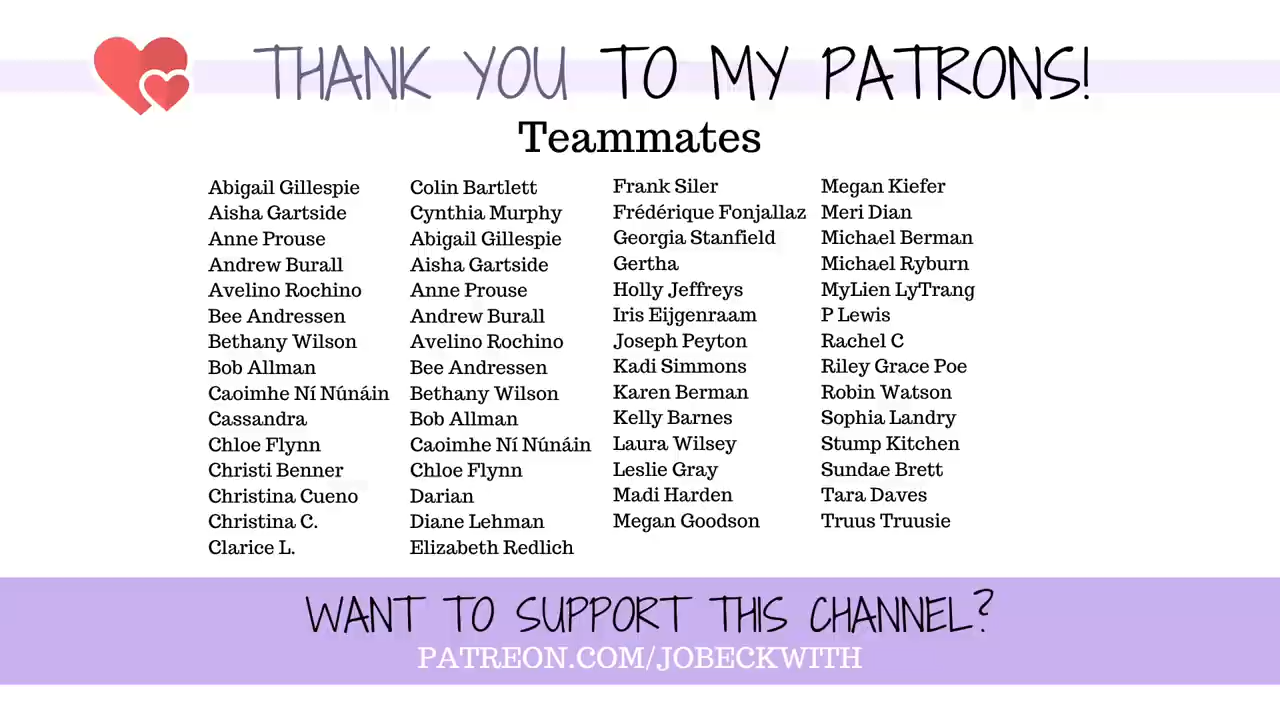 THANK YOU TO MY PATRONS!
Teammates
Abigail Gillespie
Aisha Gartside
Anne Prouse
Andrew Burall
Avelino Rochino
Bee Andressen
Bethany Wilson
Bob Allman
Caoimhe Ní Núnáin
Cassandra
Chloe Flynn
Christi Benner
Christina Cueno
Christina C.
Clarice L.
Colin Bartlett
Cynthia Murphy
Abigail Gillespie
Aisha Gartside
Anne Prouse
Andrew Burall
Avelino Rochino
Bee Andressen
Bethany Wilson
Bob Allman
Caoimhe Ní Núnáin
Chloe Flynn
Darian
Diane Lehman
Elizabeth Redlich
Frank Siler
Frédérique Fonjallaz
Georgia Stanfield
Gertha
Holly Jeffreys
Iris Eijgenraam
Joseph Peyton
Kadi Simmons
Karen Berman
Kelly Barnes
Laura Wilsey
Leslie Gray
Madi Harden
Megan Goodson
Megan Kiefer
Meri Dian
Michael Berman
Michael Ryburn
MyLien LyTrang
P Lewis
Rachel C
Riley Grace Poe
Robin Watson
Sophia Landry
Stump Kitchen
Sundae Brett
Tara Daves
Truus Truusie
WANT TO SUPPORT THIS CHANNEL?
PATREON.COM/JOBECKWITH